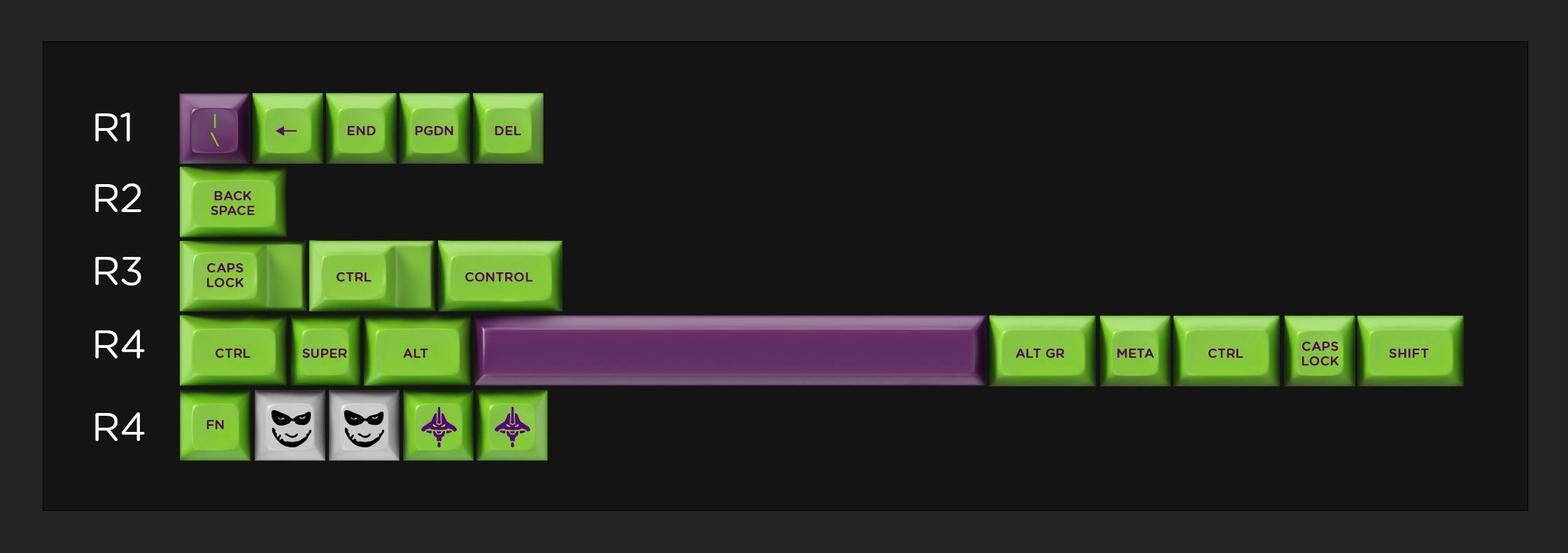 R1
|
\
←
END
PGDN
DEL
R2
BACK
SPACE
R3
CAPS
LOCK
CTRL
CONTROL
R4
CTRL
SUPER
ALT
ALT GR
META
CTRL
CAPS
LOCK
SHIFT
R4
FN